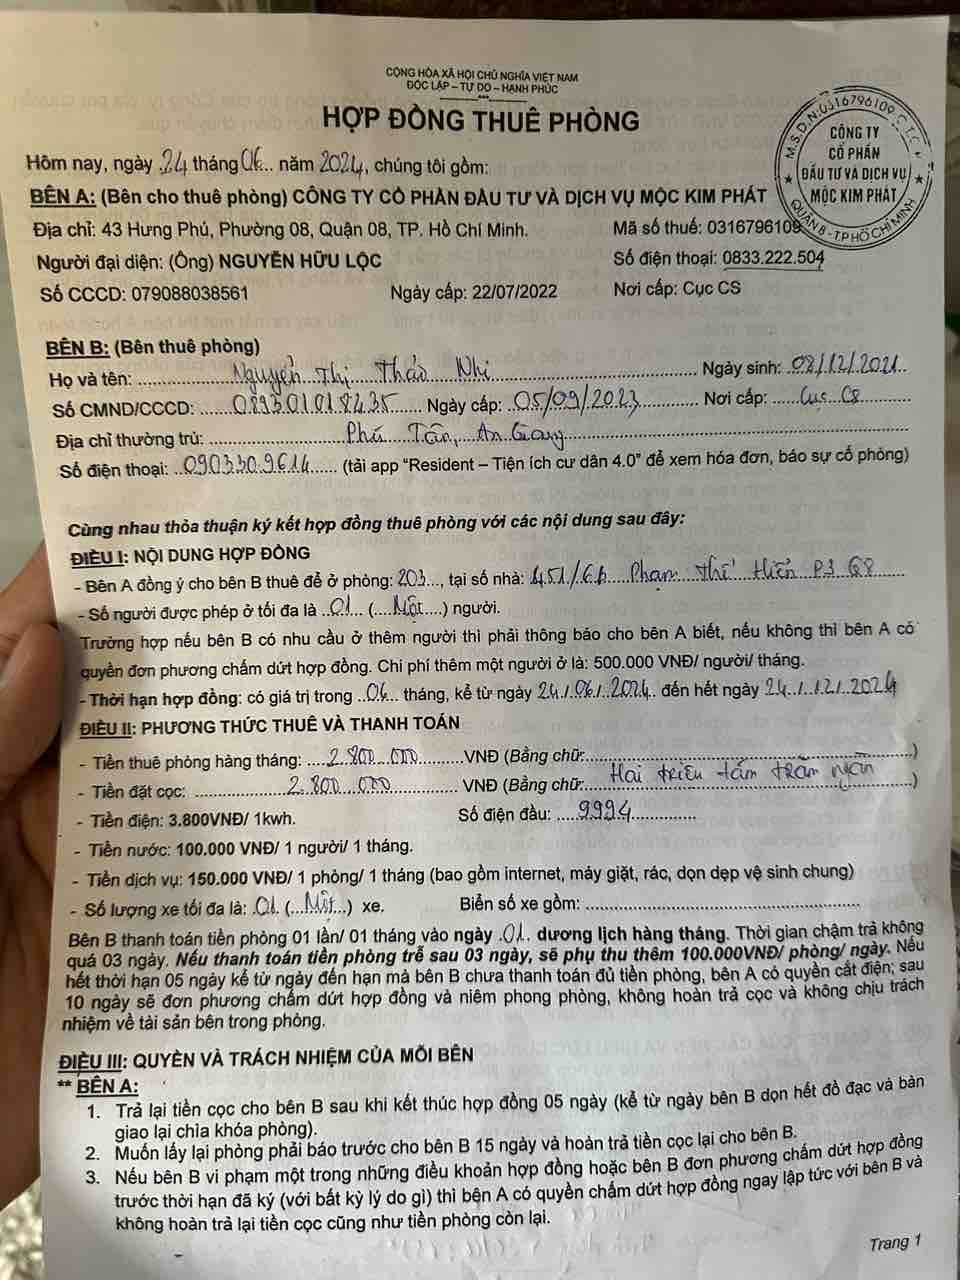 CỘNG HÒA XÃ HỘI CHỦ NGHĨA VIỆT NAM
ĐỘC LẬP – TỰ DO – HẠNH PHÚC
HỢP ĐỒNG THUÊ PHÒNG
M.S.D.N:0316796109-C.T.C.P
CÔNG TY
CỔ PHẦN
ĐẦU TƯ VÀ DỊCH VỤ
MỘC KIM PHÁT
QUẬN 8 - T.P HỒ CHÍ MINH
Hôm nay, ngày 24 tháng 06... năm 2024, chúng tôi gồm:
BÊN A: (Bên cho thuê phòng) CÔNG TY CỔ PHẦN ĐẦU TƯ VÀ DỊCH VỤ MỘC KIM PHÁT
Địa chỉ: 43 Hưng Phú, Phường 08, Quận 08, TP. Hồ Chí Minh. Mã số thuế: 0316796109
Người đại diện: (Ông) NGUYỄN HỮU LỘC Số điện thoại: 0833.222.504
Số CCCD: 079088038561 Ngày cấp: 22/07/2022 Nơi cấp: Cục CS
BÊN B: (Bên thuê phòng)
Họ và tên: Nguyễn Thị Thảo Nhi Ngày sinh: 08/12/2021
Số CMND/CCCD: 089301018435 Ngày cấp: 05/09/2023 Nơi cấp: Cục CS
Địa chỉ thường trú: Phú Tân, An Giang
Số điện thoại: 0903309614 (tải app “Resident – Tiện ích cư dân 4.0” để xem hóa đơn, báo sự cố phòng)
Cùng nhau thỏa thuận ký kết hợp đồng thuê phòng với các nội dung sau đây:
ĐIỀU I: NỘI DUNG HỢP ĐỒNG
- Bên A đồng ý cho bên B thuê để ở phòng: 203..., tại số nhà: 451/6B Phạm Thế Hiển P3 Q8
- Số người được phép ở tối đa là ..01... (...Một....) người.
Trường hợp nếu bên B có nhu cầu ở thêm người thì phải thông báo cho bên A biết, nếu không thì bên A có
quyền đơn phương chấm dứt hợp đồng. Chi phí thêm một người ở là: 500.000 VNĐ/ người/ tháng.
- Thời hạn hợp đồng: có giá trị trong ..06... tháng, kể từ ngày 24/06/2024.. đến hết ngày 24/12/2024
ĐIỀU II: PHƯƠNG THỨC THUÊ VÀ THANH TOÁN
- Tiền thuê phòng hàng tháng: 2.800.000 VNĐ (Bằng chữ: )
- Tiền đặt cọc: 2.800.000 VNĐ (Bằng chữ: Hai triệu tám trăm ngàn )
- Tiền điện: 3.800VNĐ/ 1kwh. Số điện đầu: 9994
- Tiền nước: 100.000 VNĐ/ 1 người/ 1 tháng.
- Tiền dịch vụ: 150.000 VNĐ/ 1 phòng/ 1 tháng (bao gồm internet, máy giặt, rác, dọn dẹp vệ sinh chung)
- Số lượng xe tối đa là: .01. (...Một...) xe. Biển số xe gồm:
Bên B thanh toán tiền phòng 01 lần/ 01 tháng vào ngày .01.. dương lịch hàng tháng. Thời gian chậm trả không
quá 03 ngày. Nếu thanh toán tiền phòng trễ sau 03 ngày, sẽ phụ thu thêm 100.000VNĐ/ phòng/ ngày. Nếu
hết thời hạn 05 ngày kể từ ngày đến hạn mà bên B chưa thanh toán đủ tiền phòng, bên A có quyền cắt điện; sau
10 ngày sẽ đơn phương chấm dứt hợp đồng và niêm phong phòng, không hoàn trả cọc và không chịu trách
nhiệm về tài sản bên trong phòng.
ĐIỀU III: QUYỀN VÀ TRÁCH NHIỆM CỦA MỖI BÊN
** BÊN A:
1. Trả lại tiền cọc cho bên B sau khi kết thúc hợp đồng 05 ngày (kể từ ngày bên B dọn hết đồ đạc và bàn
giao lại chìa khóa phòng).
2. Muốn lấy lại phòng phải báo trước cho bên B 15 ngày và hoàn trả tiền cọc lại cho bên B.
3. Nếu bên B vi phạm một trong những điều khoản hợp đồng hoặc bên B đơn phương chấm dứt hợp đồng
trước thời hạn đã ký (với bất kỳ lý do gì) thì bên A có quyền chấm dứt hợp đồng ngay lập tức với bên B và
không hoàn trả lại tiền cọc cũng như tiền phòng còn lại.
Trang 1